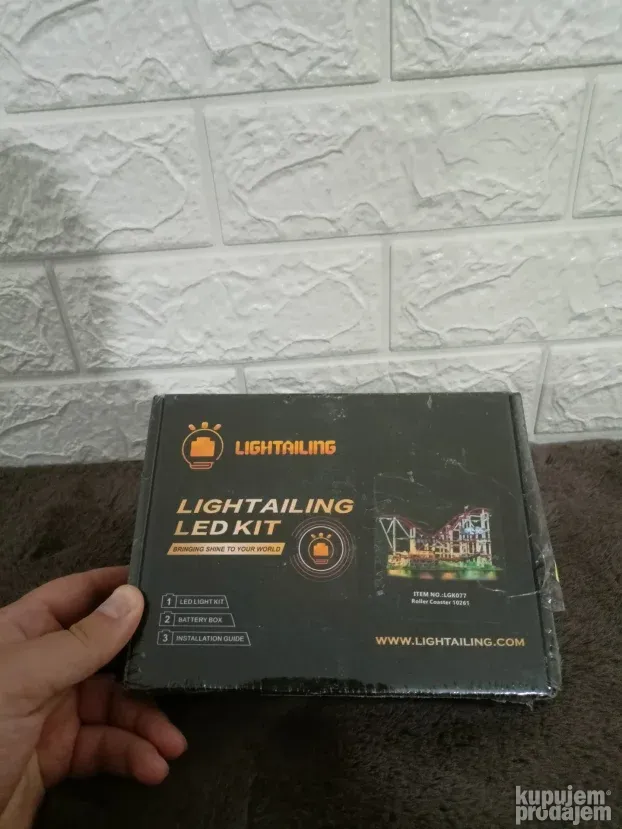 LIGHTAILING
LIGHTAILING
LED KIT
BRINGING SHINE TO YOUR WORLD
1 LED LIGHT KIT
2 BATTERY BOX
3 INSTALLATION GUIDE
ITEM NO.:LGK077
Roller Coaster 10261
WWW.LIGHTAILING.COM
kupujem
prodajem